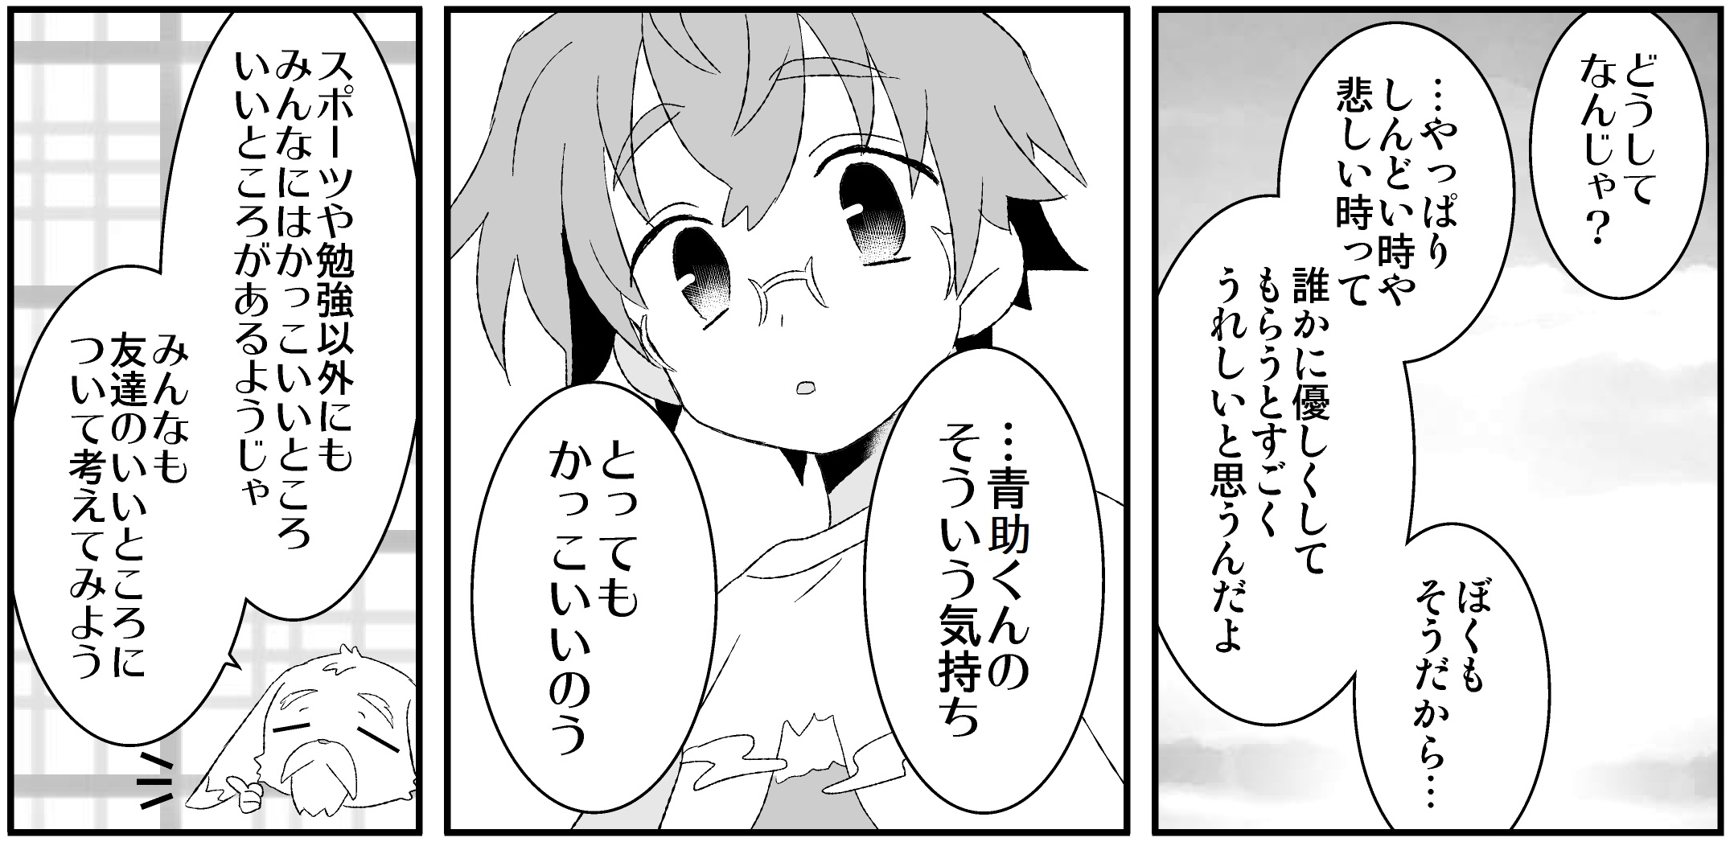 どうして
なんじゃ?
…やっぱり
しんどい時や
悲しい時って
誰かに優しくして
もらうとすごく
うれしいと思うんだよ
ぼくも
そうだから…
…青助くんの
そういう気持ち
とっても
かっこいいのう
スポーツや勉強以外にも
みんなにはかっこいいところ
いいところがあるようじゃ
みんなも
友達のいいところに
ついて考えてみよう